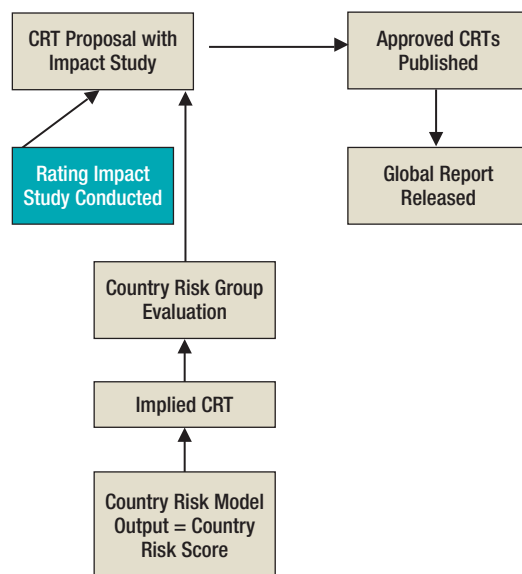 CRT Proposal with
Impact Study
Approved CRTs
Published
Rating Impact
Study Conducted
Global Report
Released
Country Risk Group
Evaluation
Implied CRT
Country Risk Model
Output = Country
Risk Score